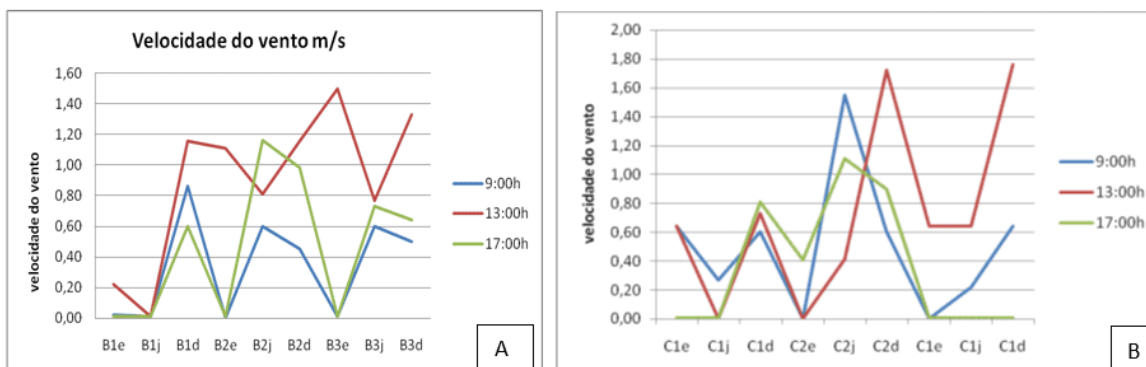 Velocidade do vento m/s
velocidade do vento
1,60
1,40
1,20
1,00
0,80
0,60
0,40
0,20
0,00
B1e B1j B1d B2e B2j B2d B3e B3j B3d
9:00h
13:00h
17:00h
A
velocidade do vento
2,00
1,80
1,60
1,40
1,20
1,00
0,80
0,60
0,40
0,20
0,00
C1e C1j C1d C2e C2j C2d C1e C1j C1d
9:00h
13:00h
17:00h
B